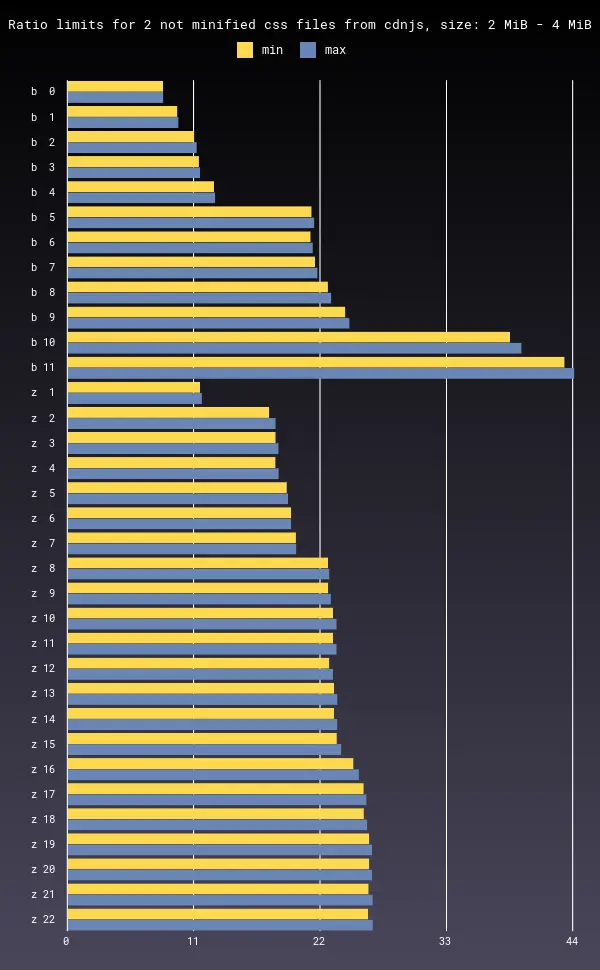 Ratio limits for 2 not minified css files from cdnjs, size: 2 MiB - 4 MiB
min max
b 0
b 1
b 2
b 3
b 4
b 5
b 6
b 7
b 8
b 9
b 10
b 11
z 1
z 2
z 3
z 4
z 5
z 6
z 7
z 8
z 9
z 10
z 11
z 12
z 13
z 14
z 15
z 16
z 17
z 18
z 19
z 20
z 21
z 22
0 11 22 33 44